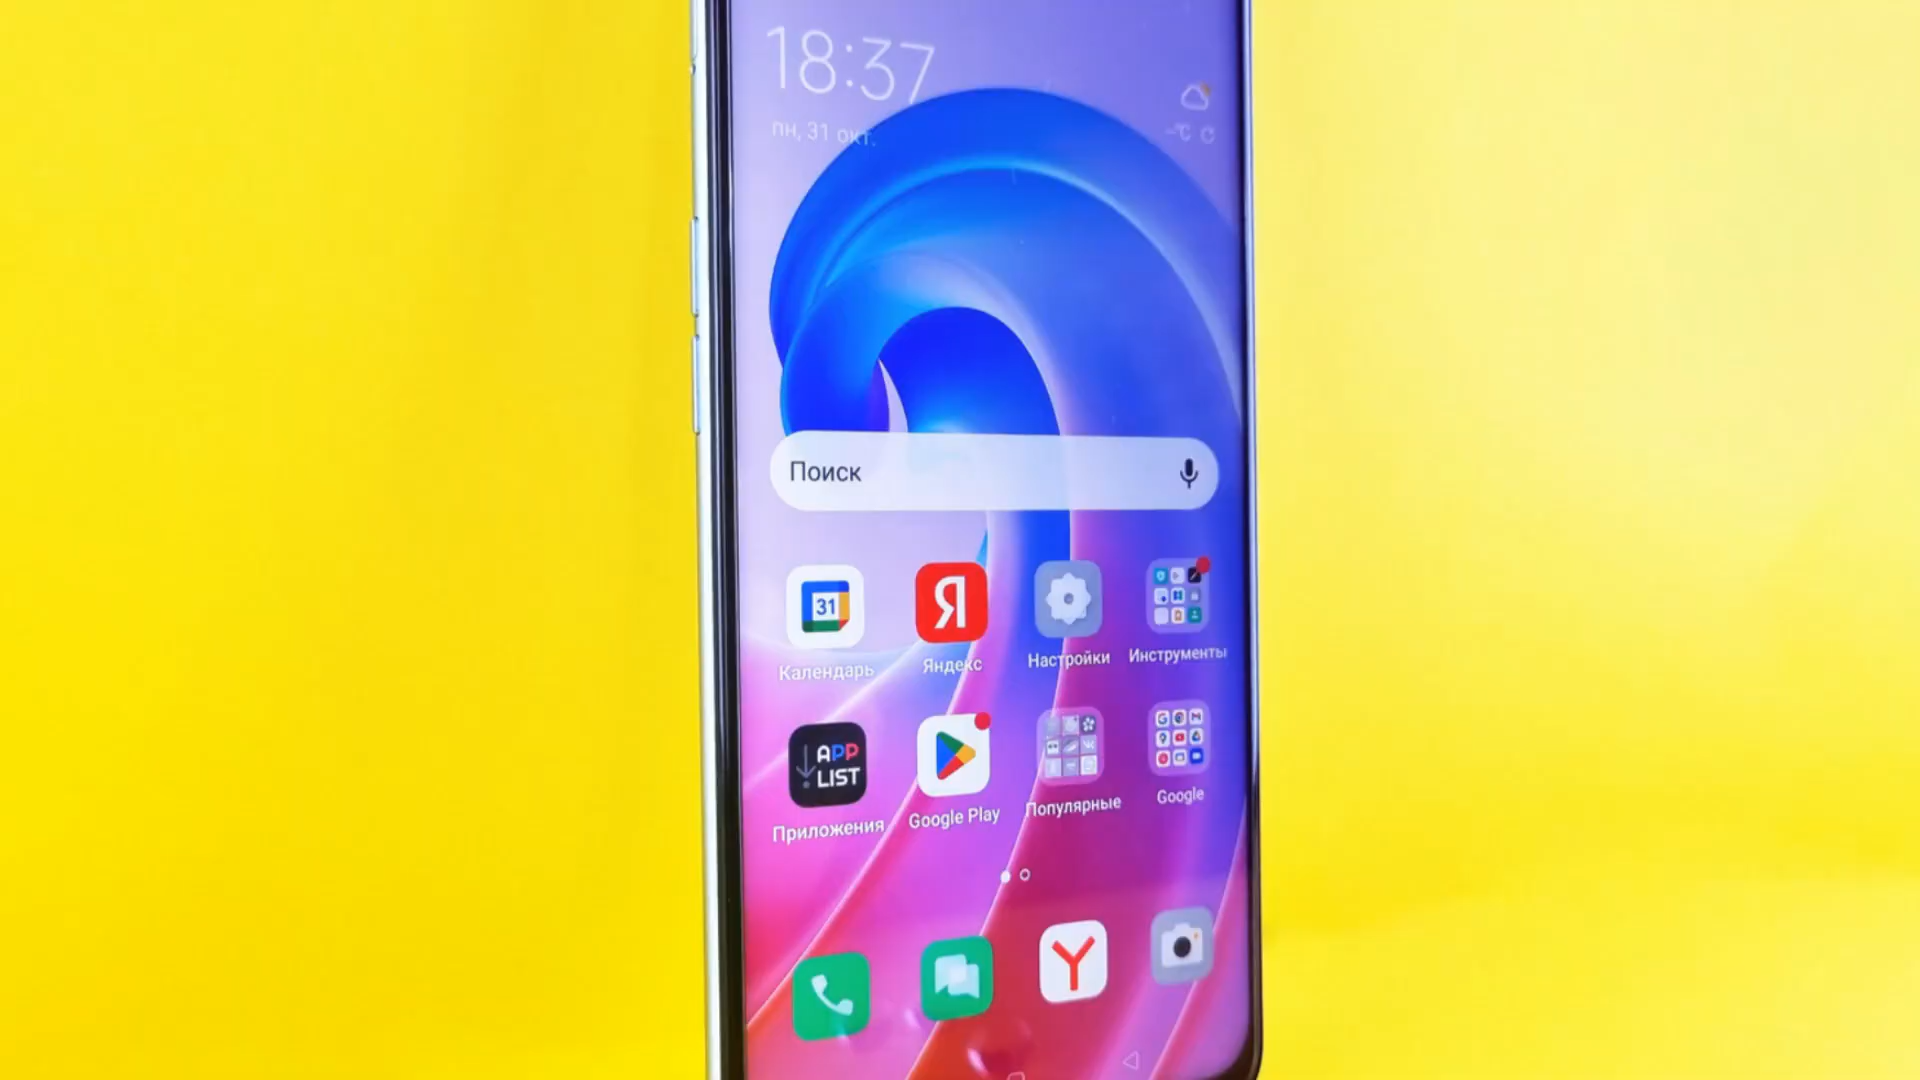 18:37
пн, 31 окт.
-°C
Поиск
31
Я
Календарь
Яндекс
Настройки
Инструменты
APP
LIST
Приложения
Google Play
Популярные
Google
Y